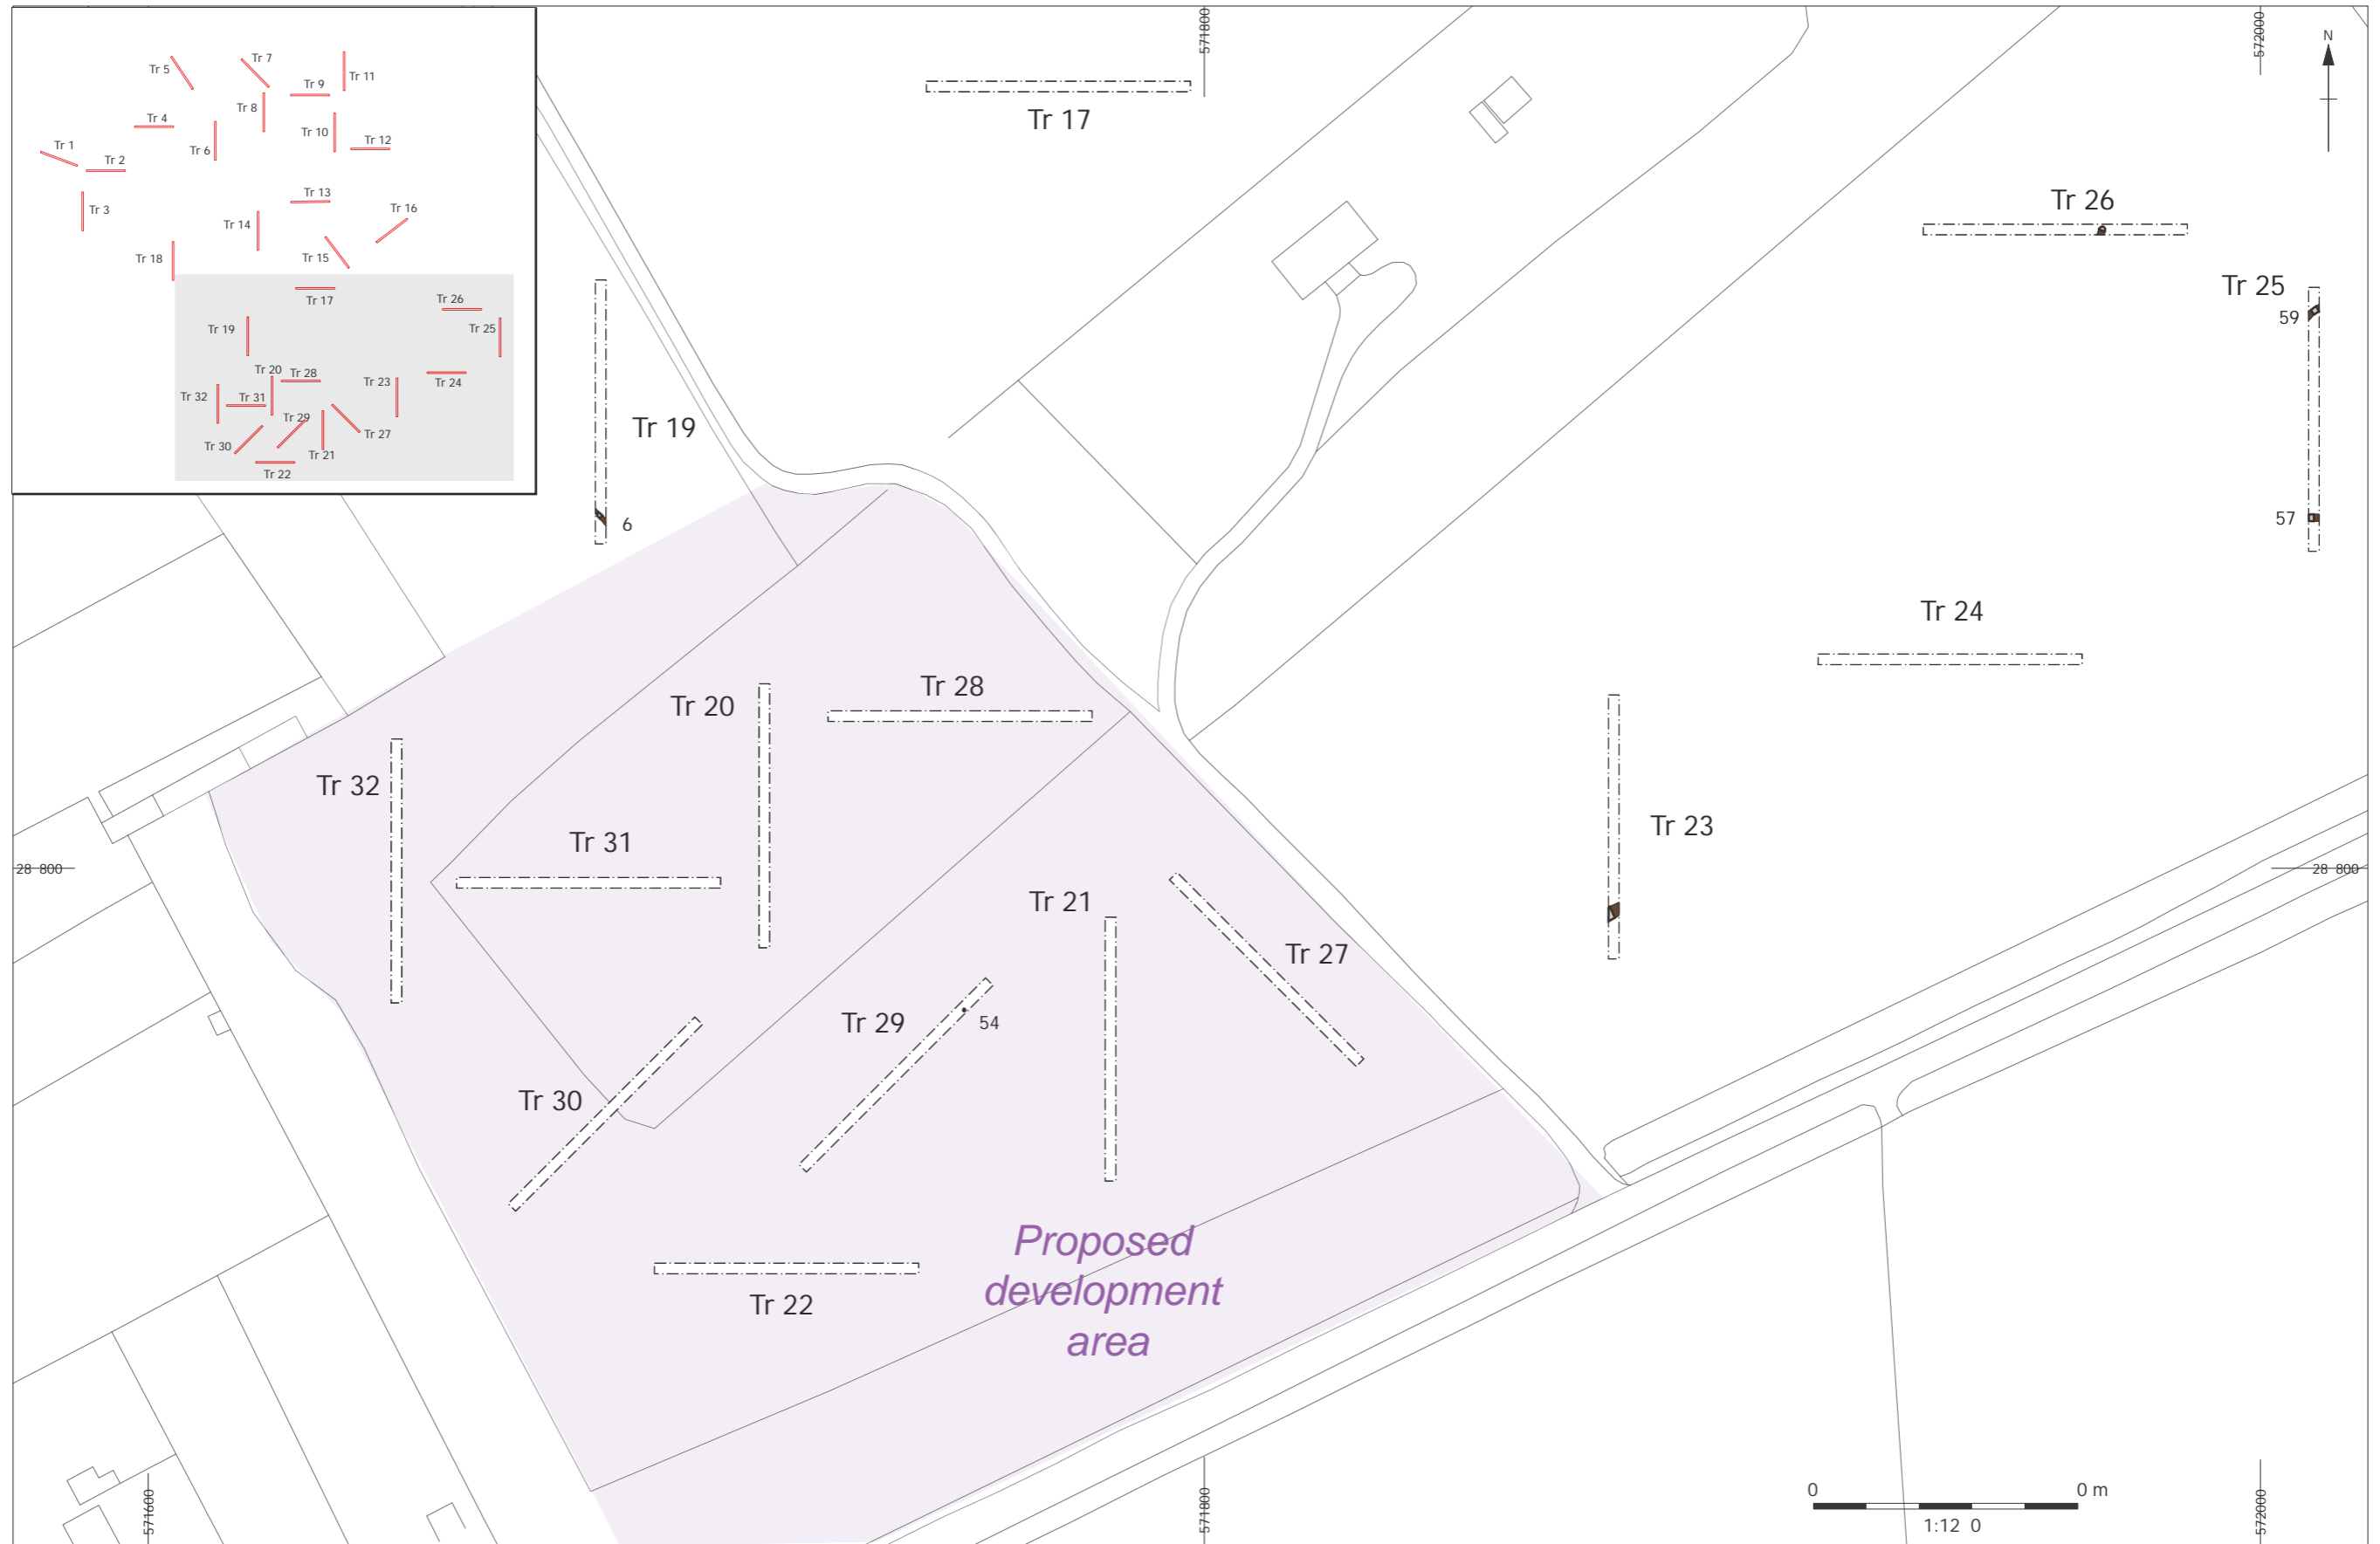 Tr 5
Tr 7
Tr 9
Tr 11
Tr 8
Tr 4
Tr 10
Tr 12
Tr 6
Tr 1
Tr 2
Tr 3
Tr 13
Tr 16
Tr 14
Tr 18
Tr 15
Tr 17
Tr 26
Tr 19
Tr 25
Tr 20
Tr 28
Tr 23
Tr 24
Tr 32
Tr 31
Tr 29
Tr 27
Tr 30
Tr 21
Tr 22
571800
572000
N
Tr 17
Tr 26
Tr 25
59
Tr 19
6
57
Tr 24
Tr 28
Tr 20
Tr 32
Tr 23
Tr 31
28 800
28 800
Tr 21
Tr 27
Tr 29
54
Tr 30
Proposed
development
area
Tr 22
0
0 m
1:12 0
571600
571800
572000